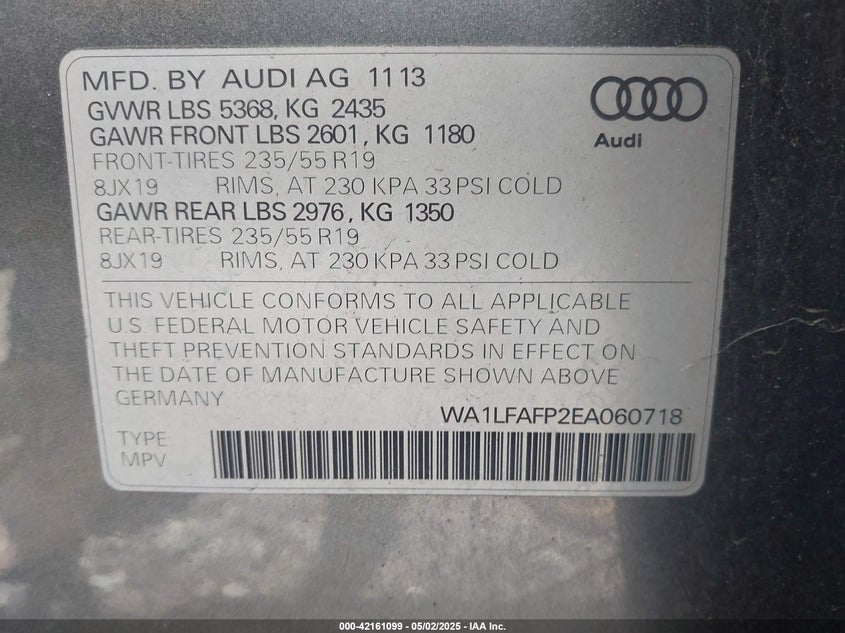 MFD. BY AUDI AG 11 13
GVWR LBS 5368, KG 2435
GAWR FRONT LBS 2601, KG 1180
FRONT-TIRES 235/55 R19
8JX19 RIMS, AT 230 KPA 33 PSI COLD
GAWR REAR LBS 2976, KG 1350
REAR-TIRES 235/55 R19
8JX19 RIMS, AT 230 KPA 33 PSI COLD
Audi
THIS VEHICLE CONFORMS TO ALL APPLICABLE
U.S. FEDERAL MOTOR VEHICLE SAFETY AND
THEFT PREVENTION STANDARDS IN EFFECT ON
THE DATE OF MANUFACTURE SHOWN ABOVE
GERMANY
WA1LFAFP2EA060718
TYPE:
MPV
000-42161099 - 05/02/2025 - IAA Inc.